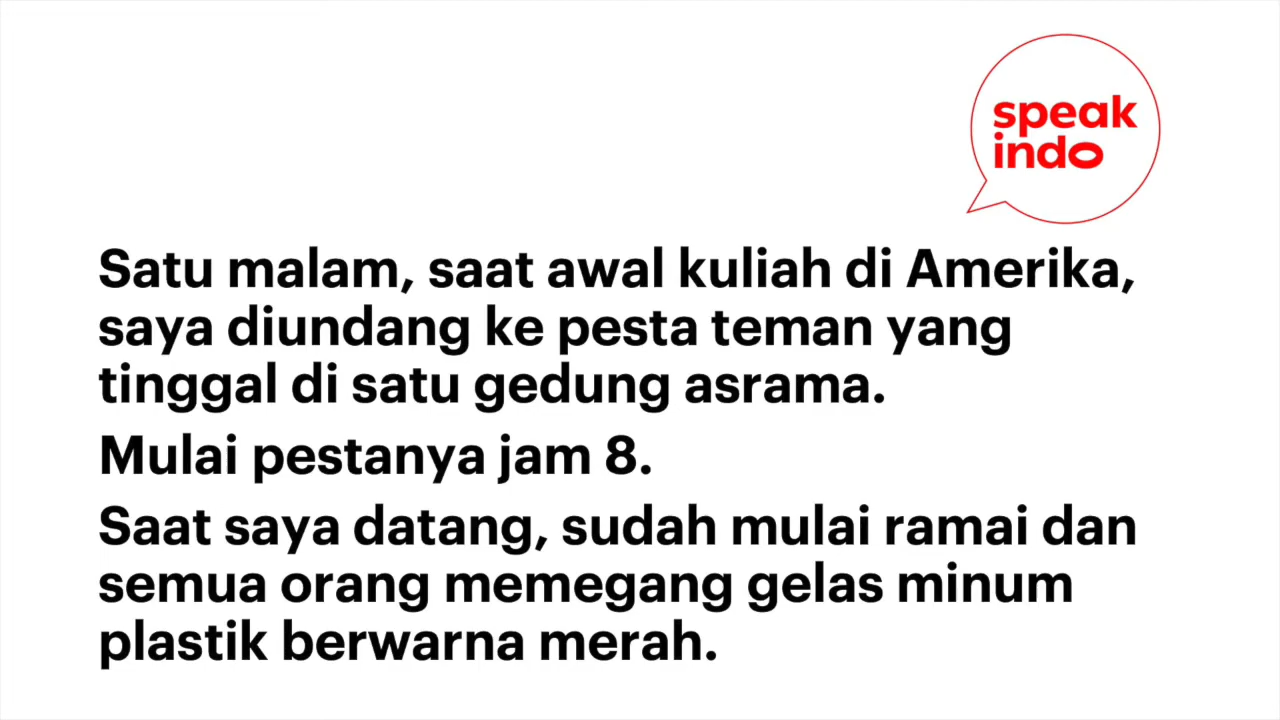 speak
indo
Satu malam, saat awal kuliah di Amerika,
saya diundang ke pesta teman yang
tinggal di satu gedung asrama.
Mulai pestanya jam 8.
Saat saya datang, sudah mulai ramai dan
semua orang memegang gelas minum
plastik berwarna merah.